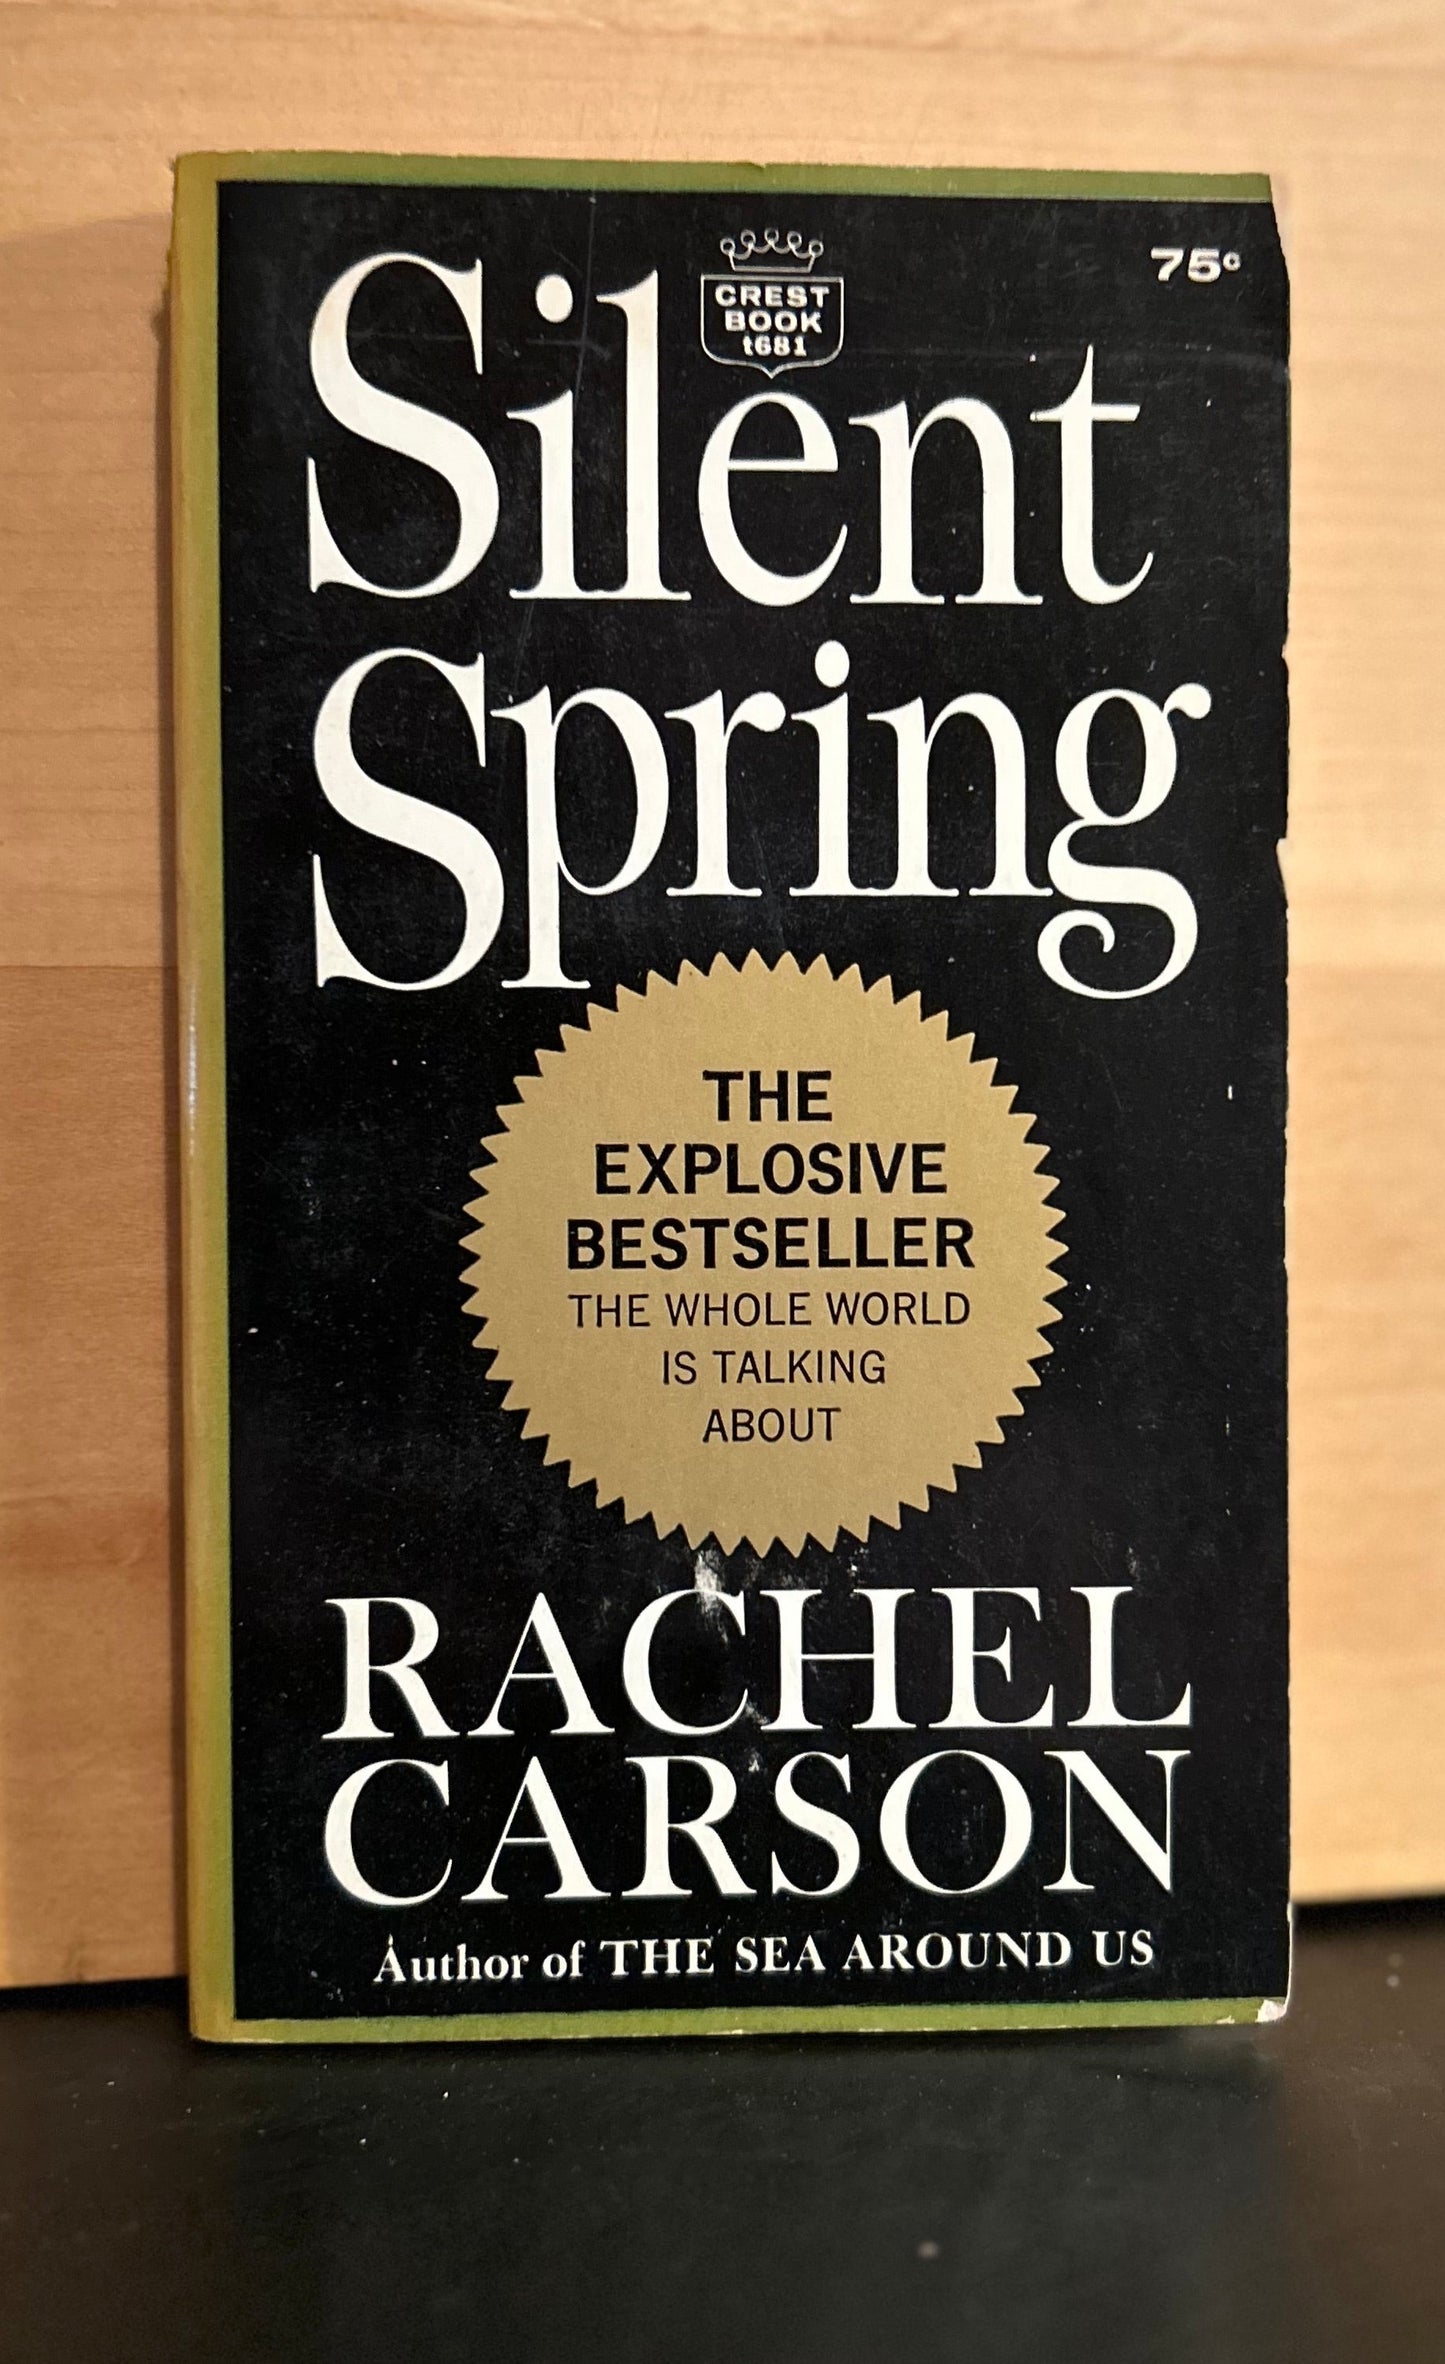 CREST
BOOK
t681
75¢
Silent
Spring
THE
EXPLOSIVE
BESTSELLER
THE WHOLE WORLD
IS TALKING
ABOUT
RACHEL
CARSON
Author of THE SEA AROUND US